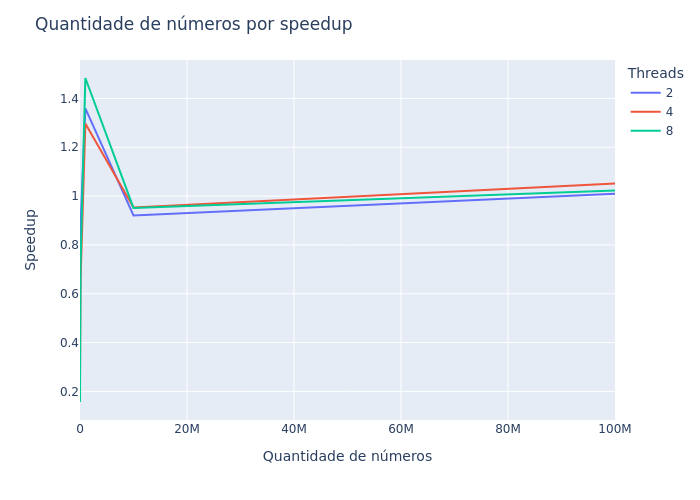 Quantidade de números por speedup
Threads
2
4
8
Speedup
1.4
1.2
1
0.8
0.6
0.4
0.2
0
20M
40M
60M
80M
100M
Quantidade de números